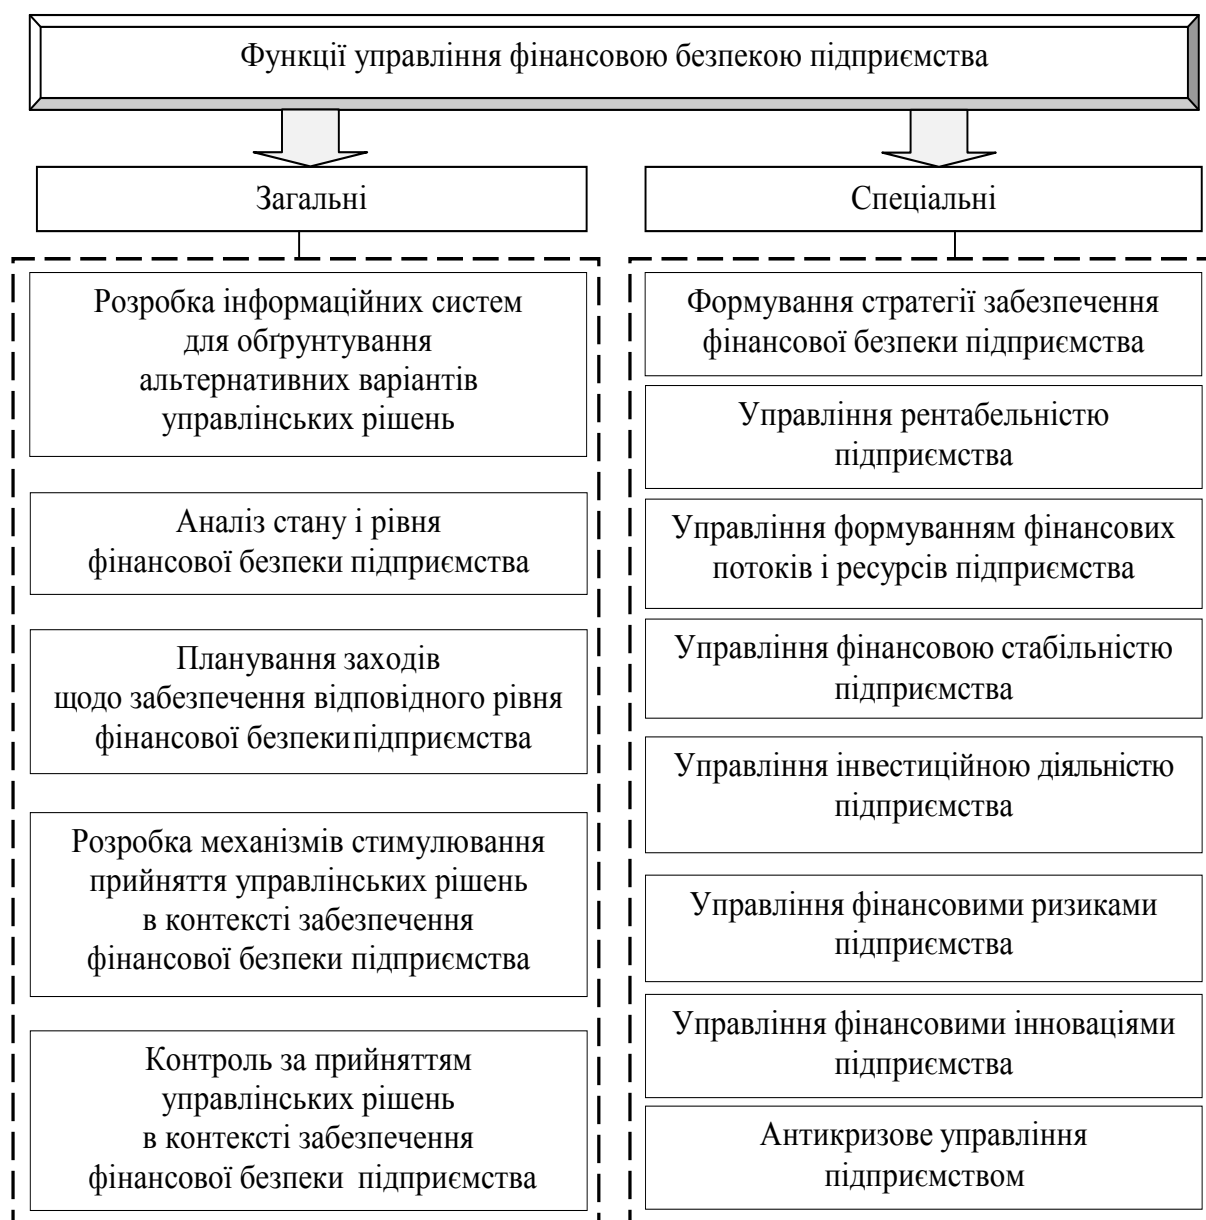 Функції управління фінансовою безпекою підприємства
Загальні
Розробка інформаційних систем
для обґрунтування
альтернативних варіантів
управлінських рішень
Аналіз стану і рівня
фінансової безпеки підприємства
Планування заходів
щодо забезпечення відповідного рівня
фінансової безпеки підприємства
Розробка механізмів стимулювання
прийняття управлінських рішень
в контексті забезпечення
фінансової безпеки підприємства
Контроль за прийняттям
управлінських рішень
в контексті забезпечення
фінансової безпеки підприємства
Спеціальні
Формування стратегії забезпечення
фінансової безпеки підприємства
Управління рентабельністю
підприємства
Управління формуванням фінансових
потоків і ресурсів підприємства
Управління фінансовою стабільністю
підприємства
Управління інвестиційною діяльністю
підприємства
Управління фінансовими ризиками
підприємства
Управління фінансовими інноваціями
підприємства
Антикризове управління
підприємством